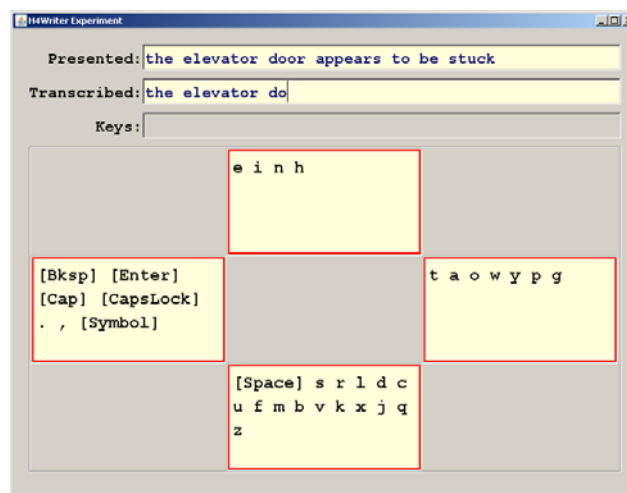 H4Writer Experiment
Presented: the elevator door appears to be stuck
Transcribed: the elevator do
Keys:
e i n h
[Bksp] [Enter]
[Cap] [CapsLock]
. , [Symbol]
t a o w y p g
[Space] s r l d c
u f m b v k x j q
z